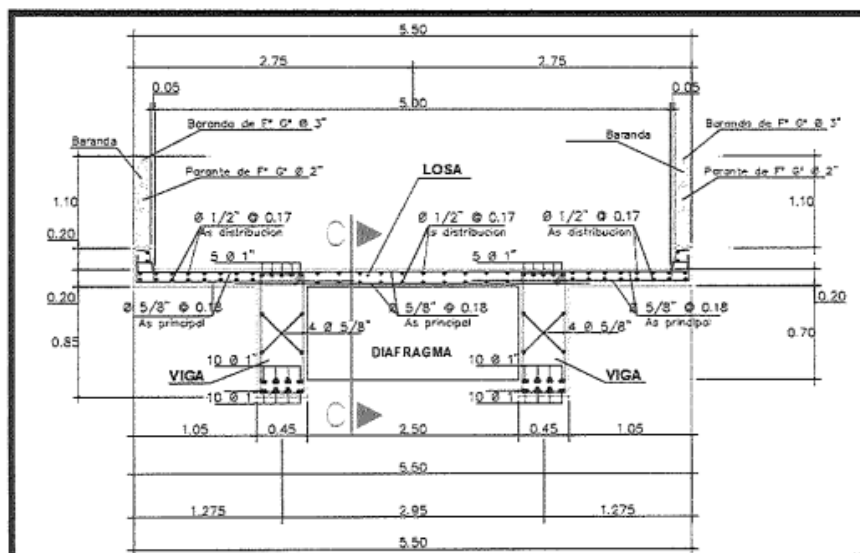 5.50
2.75 2.75
0.05 0.05
5.00
Baranda de Fº Gº Ø 3" Baranda de Fº Gº Ø 3"
Baranda Baranda
LOSA
Parante de Fº Gº Ø 2" Parante de Fº Gº Ø 2"
1.10 1.10
Ø 1/2" @ 0.17 Ø 1/2" @ 0.17 Ø 1/2" @ 0.17
As distribucion As distribucion As distribucion
0.20 C
5 Ø 1" 5 Ø 1"
0.20 0.20
Ø 5/8" @ 0.18 Ø 5/8" @ 0.18 Ø 5/8" @ 0.18
As principal As principal As principal
0.85 4 Ø 5/8" 4 Ø 5/8" 0.70
DIAFRAGMA
10 Ø 1" 10 Ø 1"
VIGA VIGA
10 Ø 1" 10 Ø 1"
C
1.05 0.45 2.50 0.45 1.05
5.50
1.275 2.95 1.275
5.50